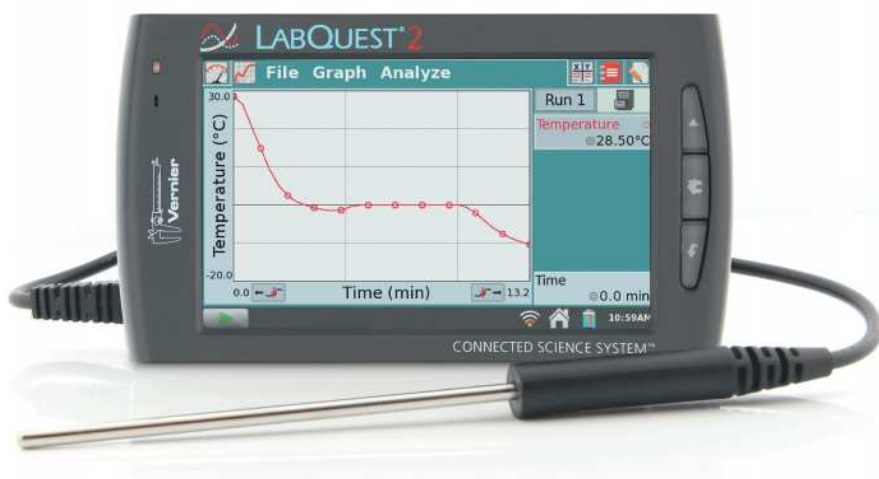 LABQUEST® 2
File Graph Analyze
X Y
30.0
Run 1
Temperature
28.50°C
Temperature (°C)
Vernier
-20.0
0.0
Time (min)
13.2
Time
0.0 min
10:59AM
CONNECTED SCIENCE SYSTEM™